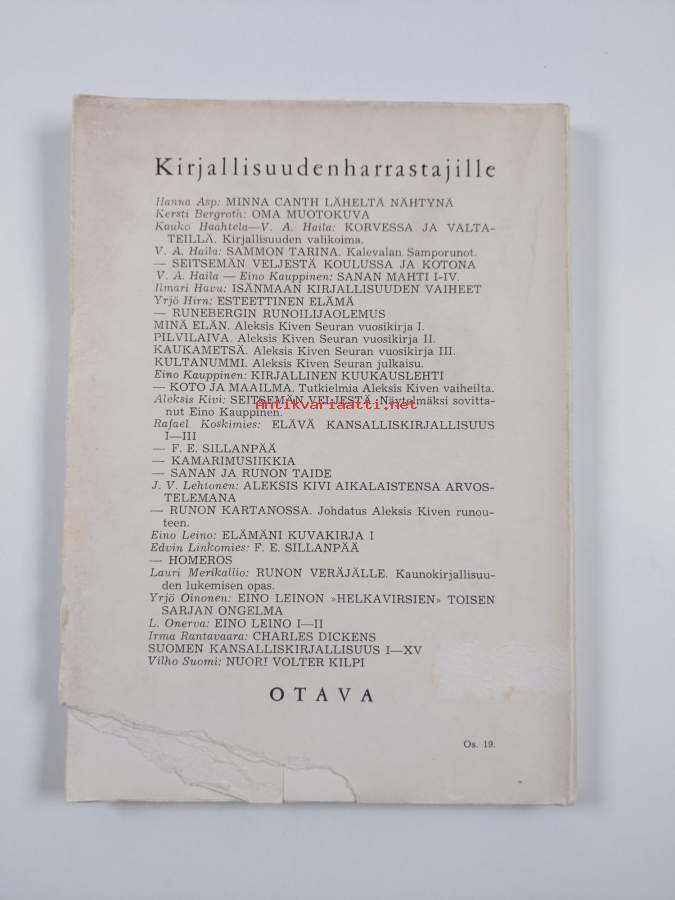 Kirjallisuudenharrastajille
Hanna Asp: MINNA CANTH LÄHELTÄ NÄHTYNÄ
Kersti Bergroth: OMA MUOTOKUVA
Kauko Haahtela—V. A. Haila: KORVESSA JA VALTA-
TEILLÄ. Kirjallisuuden valikoima.
V. A. Haila: SAMMON TARINA. Kalevalan Samporunot.
— SEITSEMÄN VELJESTÄ KOULUSSA JA KOTONA
V. A. Haila — Eino Kauppinen: SANAN MAHTI I-IV.
Ilmari Havu: ISÄNMAAN KIRJALLISUUDEN VAIHEET
Yrjö Hirn: ESTEETTINEN ELÄMÄ
— RUNEBERGIN RUNOILIJAOLEMUS
MINÄ ELÄN. Aleksis Kiven Seuran vuosikirja I.
PILVILAIVA. Aleksis Kiven Seuran vuosikirja II.
KAUKAMETSÄ. Aleksis Kiven Seuran vuosikirja III.
KULTANUMMI. Aleksis Kiven Seuran julkaisu.
Eino Kauppinen: KIRJALLINEN KUUKAUSLEHTI
— KOTO JA MAAILMA. Tutkielmia Aleksis Kiven vaiheilta.
Aleksis Kivi: SEITSEMÄN VELJESTÄ. Näytelmäksi sovitta-
nut Eino Kauppinen.
Antikvariaatti.net
Rafael Koskimies: ELÄVÄ KANSALLISKIRJALLISUUS
I—III
— F. E. SILLANPÄÄ
— KAMARIMUSIIKKIA
— SANAN JA RUNON TAIDE
J. V. Lehtonen: ALEKSIS KIVI AIKALAISTENSA ARVOS-
TELEMANA
— RUNON KARTANOSSA. Johdatus Aleksis Kiven runou-
teen.
Eino Leino: ELÄMÄNI KUVAKIRJA I
Edvin Linkomies: F. E. SILLANPÄÄ
— HOMEROS
Lauri Merikallio: RUNON VERÄJÄLLE. Kaunokirjallisuu-
den lukemisen opas.
Yrjö Oinonen: EINO LEINON »HELKAVIRSIEN» TOISEN
SARJAN ONGELMA
L. Onerva: EINO LEINO I—II
Irma Rantavaara: CHARLES DICKENS
SUOMEN KANSALLISKIRJALLISUUS I—XV
Vilho Suomi: NUORI VOLTER KILPI
OTAVA
Os. 19.